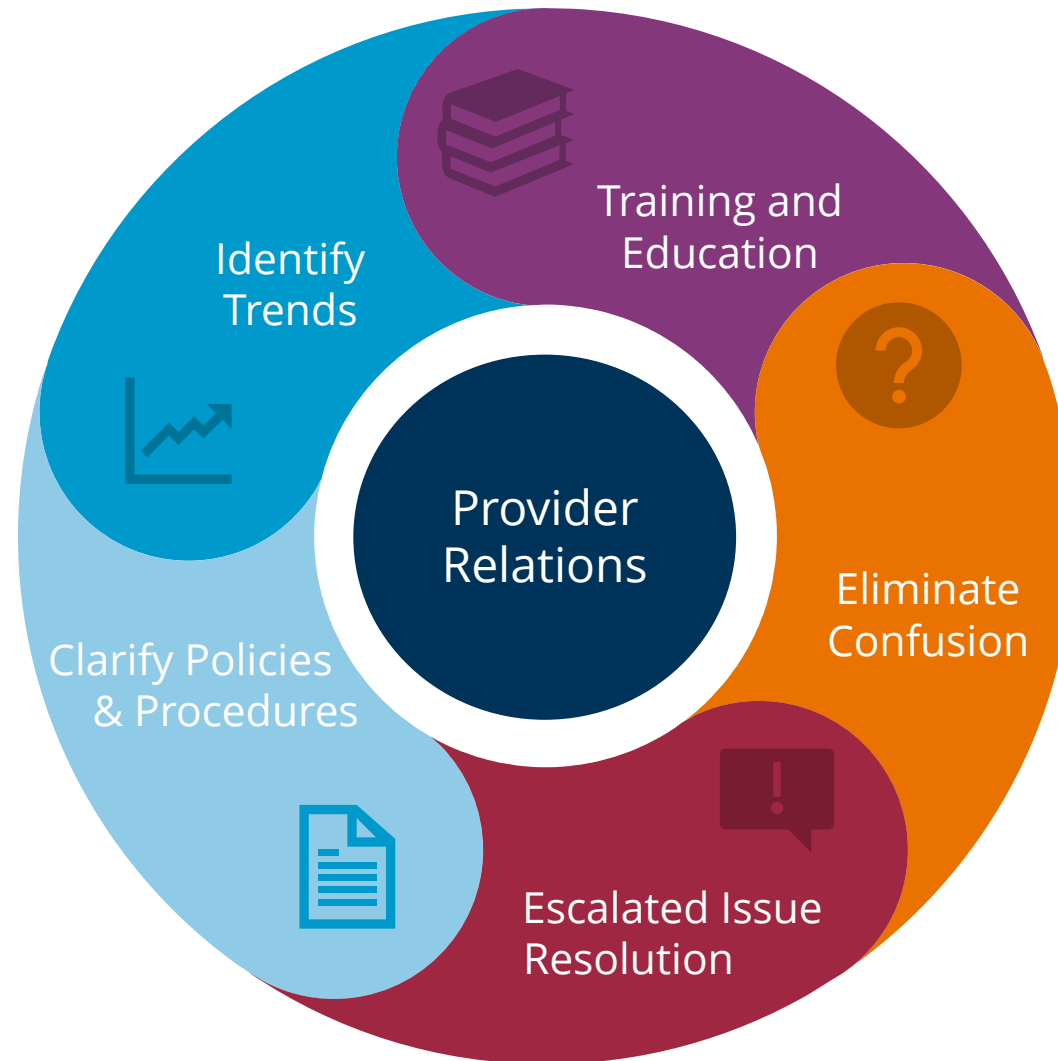 Training and
Education
Identify
Trends
Provider
Relations
Eliminate
Confusion
Clarify Policies
& Procedures
Escalated Issue
Resolution